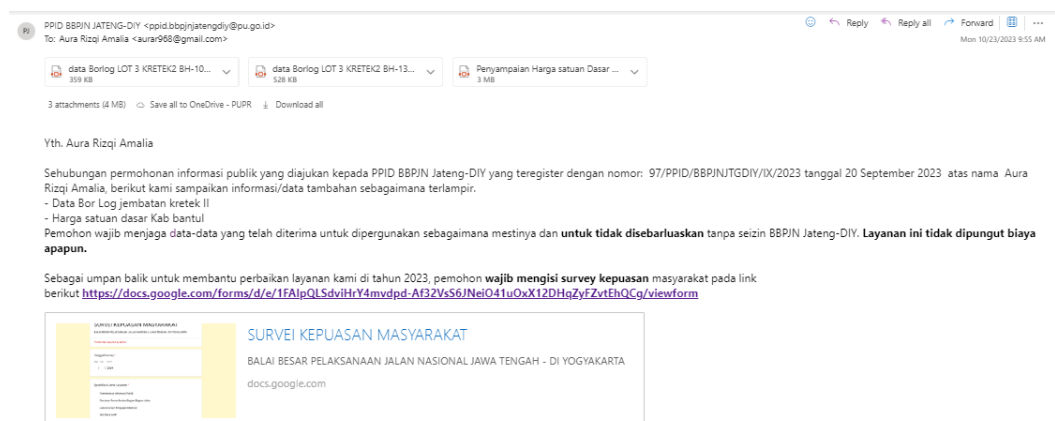 PJ
PPID BBPJN JATENG-DIY <ppid.bbpjnjatengdiy@pu.go.id>
To: Aura Rizqi Amalia <aurar968@gmail.com>
Reply Reply all Forward
Mon 10/23/2023 9:55 AM
data Borlog LOT 3 KRETEK2 BH-10...
359 KB
data Borlog LOT 3 KRETEK2 BH-13...
528 KB
Penyampaian Harga satuan Dasar ...
3 MB
3 attachments (4 MB) Save all to OneDrive - PUPR Download all
Yth. Aura Rizqi Amalia
Sehubungan permohonan informasi publik yang diajukan kepada PPID BBPJN Jateng-DIY yang teregister dengan nomor: 97/PPID/BBPJNJTGDIY/IX/2023 tanggal 20 September 2023 atas nama Aura
Rizqi Amalia, berikut kami sampaikan informasi/data tambahan sebagaimana terlampir.
- Data Bor Log jembatan kretek II
- Harga satuan dasar Kab bantul
Pemohon wajib menjaga data-data yang telah diterima untuk dipergunakan sebagaimana mestinya dan untuk tidak disebarluaskan tanpa seizin BBPJN Jateng-DIY. Layanan ini tidak dipungut biaya
apapun.
Sebagai umpan balik untuk membantu perbaikan layanan kami di tahun 2023, pemohon wajib mengisi survey kepuasan masyarakat pada link
berikut https://docs.google.com/forms/d/e/1FAIpQLSdviHrY4mvdpd-Af32VsS6JNeiO41uOxX12DHqZyFZvtEhQCg/viewform
SURVEI KEPUASAN MASYARAKAT
BALAI BESAR PELAKSANAAN JALAN NASIONAL JAWA TENGAH - DI YOGYAKARTA
docs.google.com